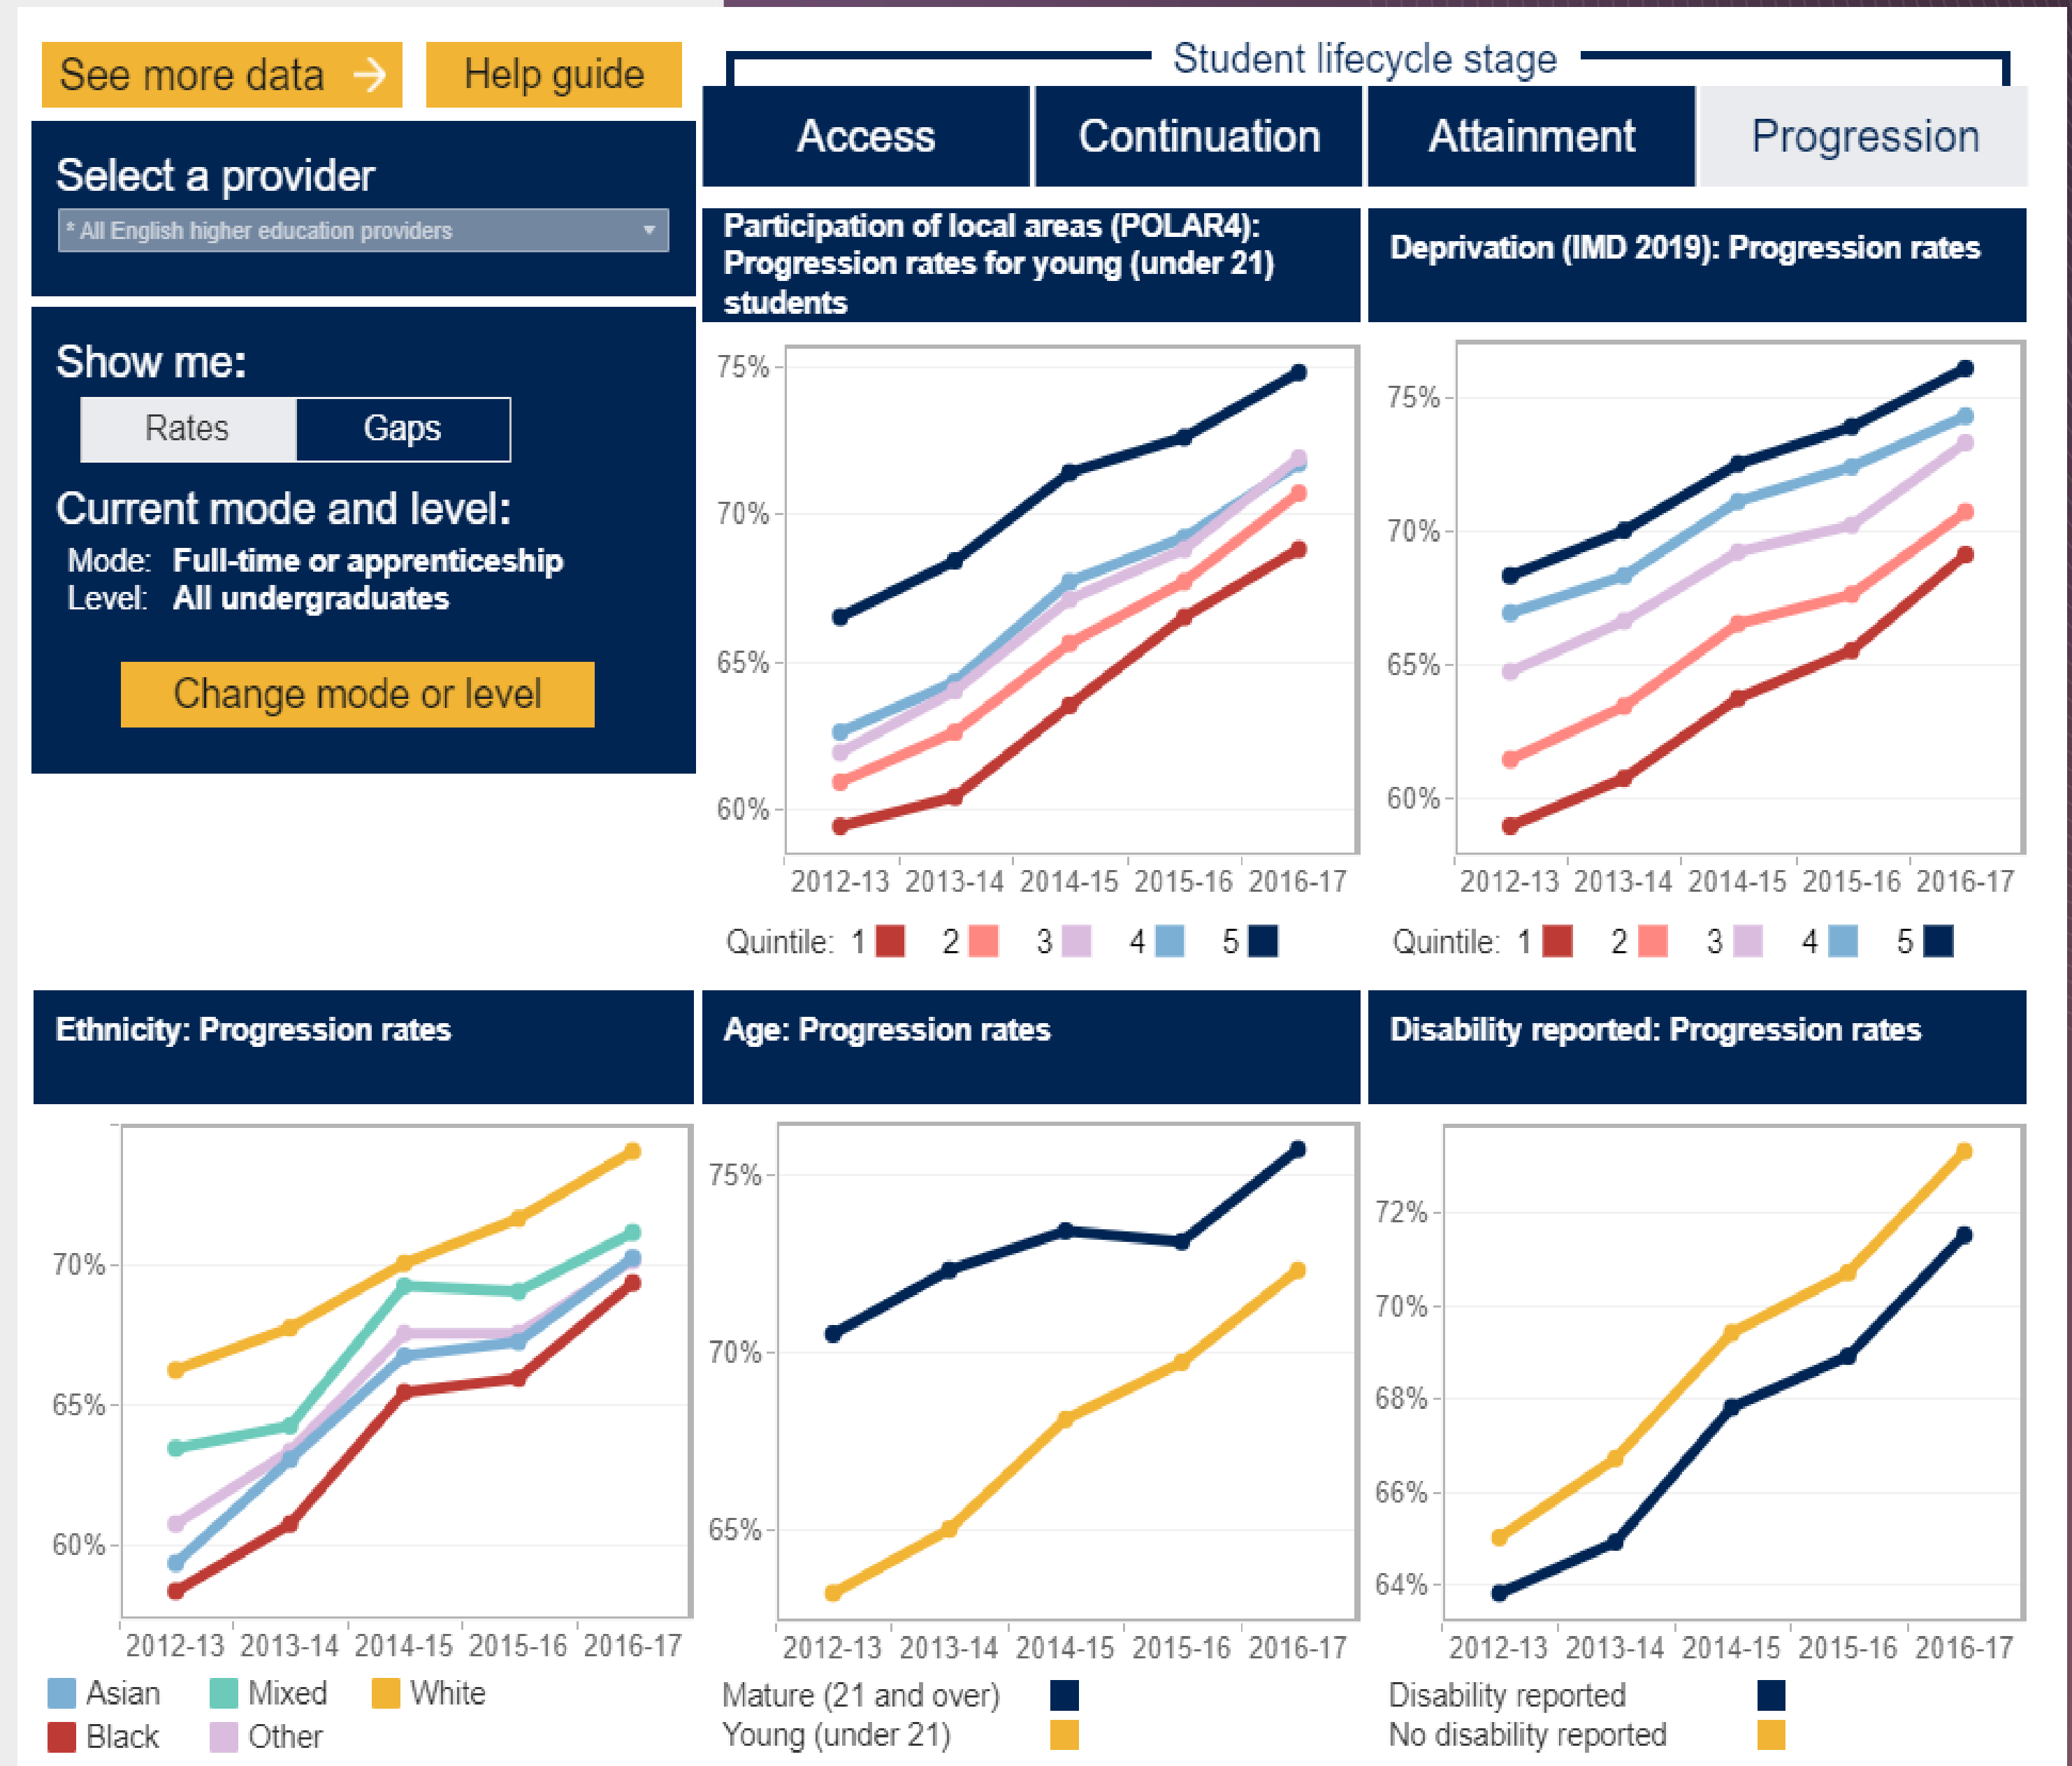 See more data →
Help guide
Student lifecycle stage
Access
Continuation
Attainment
Progression
Select a provider
* All English higher education providers
Show me:
Rates
Gaps
Current mode and level:
Mode: Full-time or apprenticeship
Level: All undergraduates
Change mode or level
Participation of local areas (POLAR4):
Progression rates for young (under 21)
students
75%
70%
65%
60%
2012-13 2013-14 2014-15 2015-16 2016-17
Quintile: 1 2 3 4 5
Deprivation (IMD 2019): Progression rates
75%
70%
65%
60%
2012-13 2013-14 2014-15 2015-16 2016-17
Quintile: 1 2 3 4 5
Ethnicity: Progression rates
70%
65%
60%
2012-13 2013-14 2014-15 2015-16 2016-17
Asian Mixed White
Black Other
Age: Progression rates
75%
70%
65%
2012-13 2013-14 2014-15 2015-16 2016-17
Mature (21 and over)
Young (under 21)
Disability reported: Progression rates
72%
70%
68%
66%
64%
2012-13 2013-14 2014-15 2015-16 2016-17
Disability reported
No disability reported